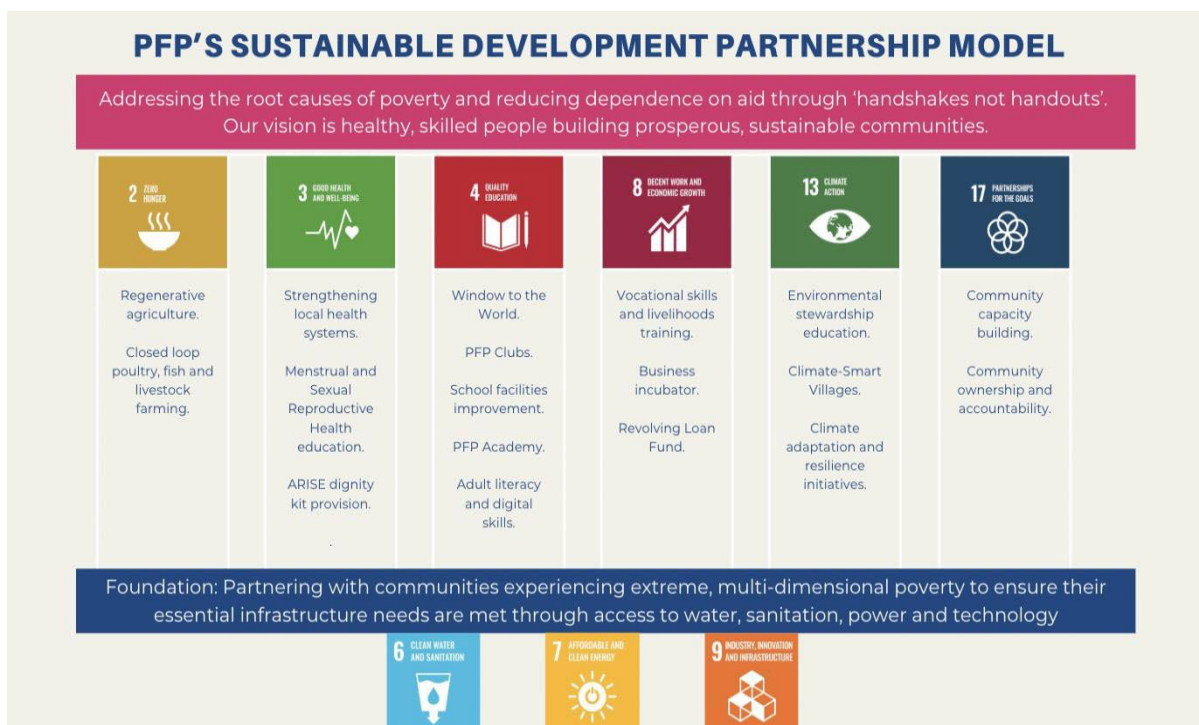 PFP'S SUSTAINABLE DEVELOPMENT PARTNERSHIP MODEL
Addressing the root causes of poverty and reducing dependence on aid through 'handshakes not handouts'.
Our vision is healthy, skilled people building prosperous, sustainable communities.
2 ZERO
HUNGER
Regenerative
agriculture.
Closed loop
poultry, fish and
livestock
farming.
3 GOOD HEALTH
AND WELL-BEING
Strengthening
local health
systems.
Menstrual and
Sexual
Reproductive
Health
education.
ARISE dignity
kit provision.
.
4 QUALITY
EDUCATION
Window to the
World.
PFP Clubs.
School facilities
improvement.
PFP Academy.
Adult literacy
and digital
skills.
8 DECENT WORK AND
ECONOMIC GROWTH
Vocational skills
and livelihoods
training.
Business
incubator.
Revolving Loan
Fund.
13 CLIMATE
ACTION
Environmental
stewardship
education.
Climate-Smart
Villages.
Climate
adaptation and
resilience
initiatives.
17 PARTNERSHIPS
FOR THE GOALS
Community
capacity
building.
Community
ownership and
accountability.
Foundation: Partnering with communities experiencing extreme, multi-dimensional poverty to ensure their
essential infrastructure needs are met through access to water, sanitation, power and technology
6 CLEAN WATER
AND SANITATION
7 AFFORDABLE AND
CLEAN ENERGY
9 INDUSTRY, INNOVATION
AND INFRASTRUCTURE